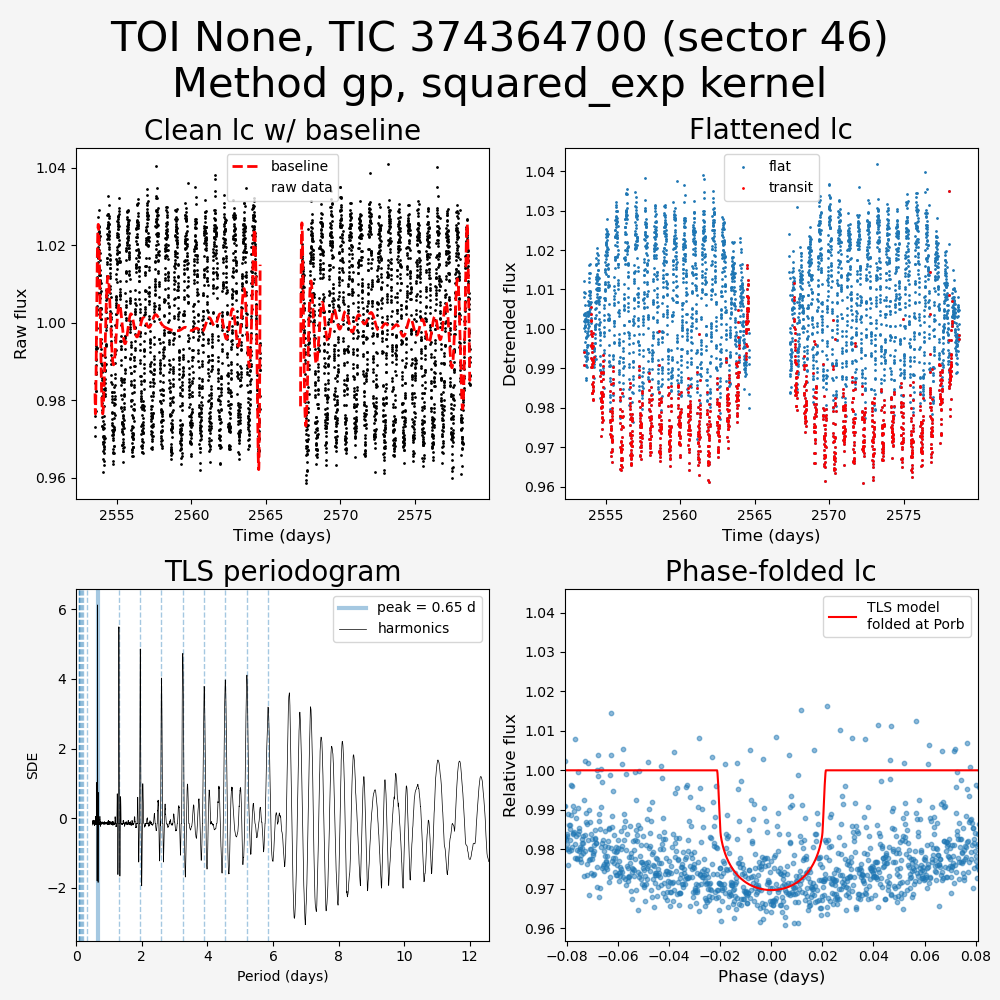 TOI None, TIC 374364700 (sector 46)
Method gp, squared_exp kernel
Clean lc w/ baseline
baseline
raw data
1.04
1.02
1.00
0.98
0.96
Raw flux
2555
2560
2565
2570
2575
Time (days)
Flattened lc
flat
transit
1.04
1.03
1.02
1.01
1.00
0.99
0.98
0.97
0.96
Detrended flux
2555
2560
2565
2570
2575
Time (days)
TLS periodogram
peak = 0.65 d
harmonics
6
4
2
0
−2
SDE
0
2
4
6
8
10
12
Period (days)
Phase-folded lc
TLS model
folded at Porb
1.04
1.03
1.02
1.01
1.00
0.99
0.98
0.97
0.96
Relative flux
−0.08
−0.06
−0.04
−0.02
0.00
0.02
0.04
0.06
0.08
Phase (days)